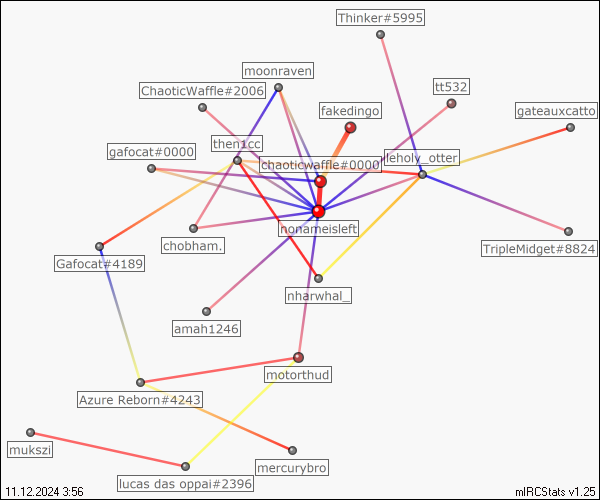 Thinker#5995
moonraven
ChaoticWaffle#2006
tt532
fakedingo
gateauxcatto
then1cc
gafocat#0000
leholy_otter
chaoticwaffle#0000
nonameisleft
chobham.
TripleMidget#8824
Gafocat#4189
nharwhal_
amah1246
motorthud
Azure Reborn#4243
mukszi
mercurybro
lucas das oppai#2396
11.12.2024 3:56
mIRCStats v1.25